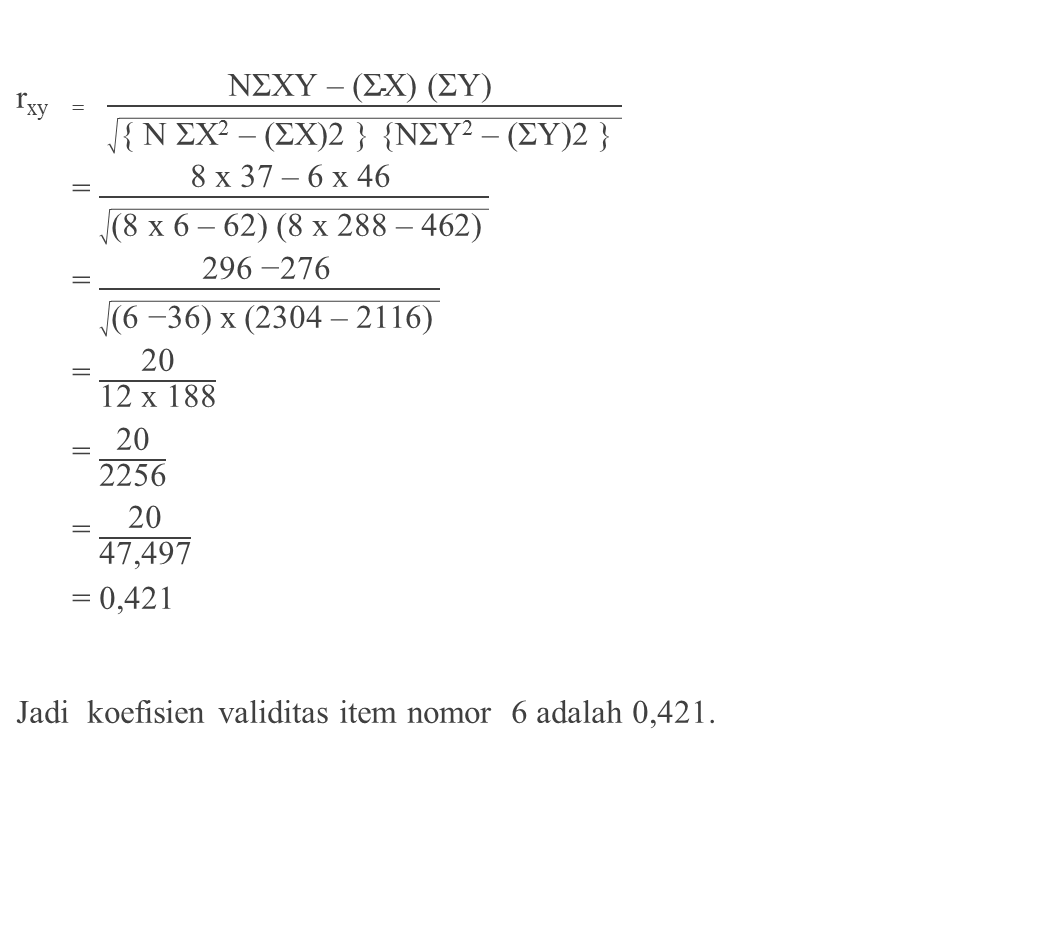 NΣXY – (ΣX) (ΣY)
r_xy =
√{ N ΣX² – (ΣX)2 } {NΣY² – (ΣY)2 }
8 x 37 – 6 x 46
=
√(8 x 6 – 62) (8 x 288 – 462)
296 −276
=
√(6 −36) x (2304 – 2116)
20
=
12 x 188
20
=
2256
20
=
47,497
= 0,421
Jadi koefisien validitas item nomor 6 adalah 0,421.